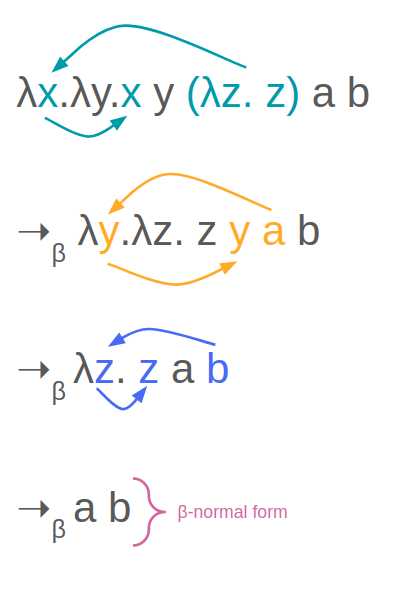 λx.λy.x y (λz. z) a b
→β λy.λz. z y a b
→β λz. z a b
→β a b
β-normal form